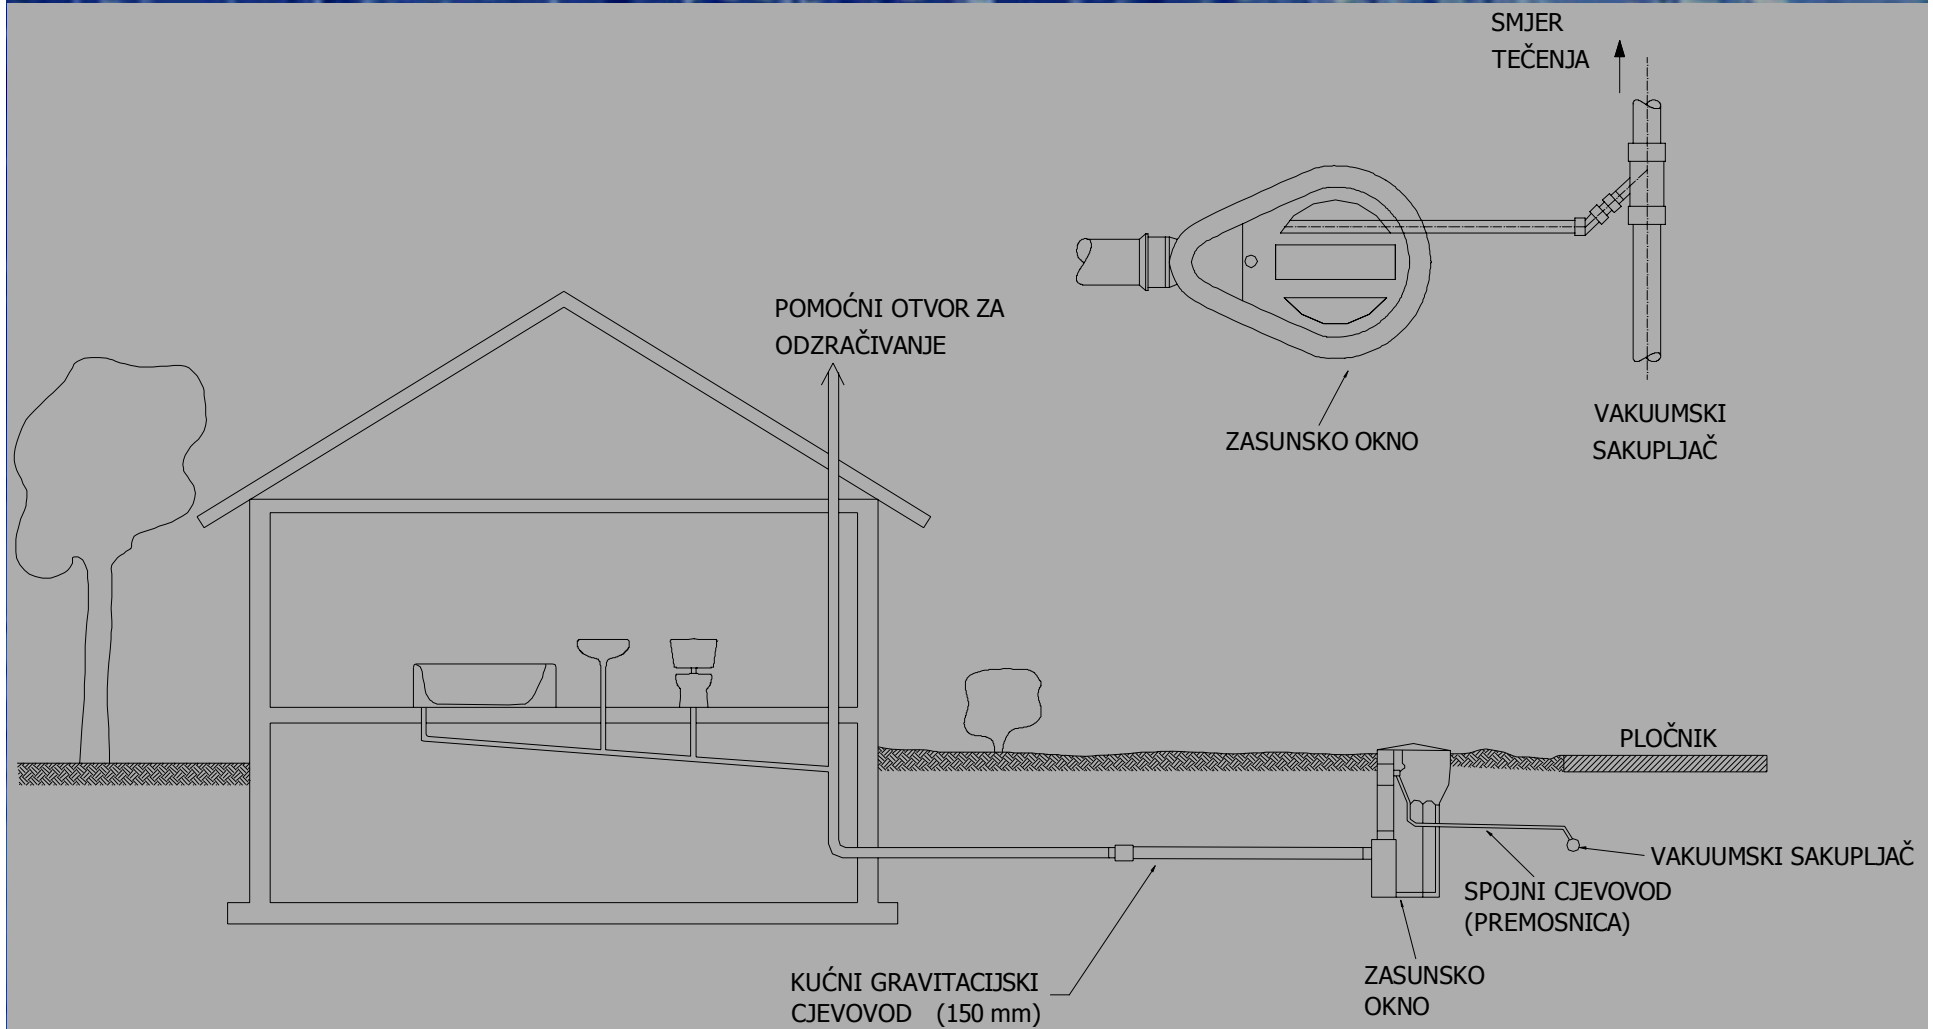 SMJER
TEČENJA
POMOĆNI OTVOR ZA
ODZRAČIVANJE
ZASUNSKO OKNO
VAKUUMSKI
SAKUPLJAČ
PLOČNIK
VAKUUMSKI SAKUPLJAČ
SPOJNI CJEVOVOD
(PREMOSNICA)
ZASUNSKO
OKNO
KUĆNI GRAVITACIJSKI
CJEVOVOD (150 mm)